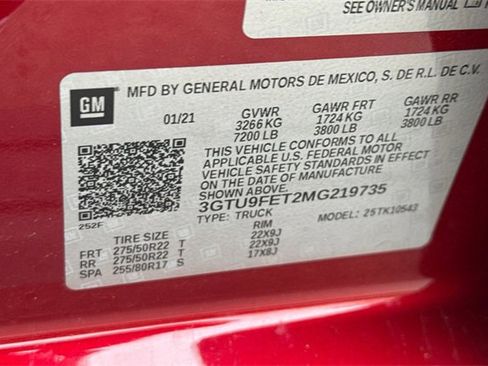 SEE OWNER'S MANUAL
GM
MFD BY GENERAL MOTORS DE MEXICO, S. DE R.L. DE C.V.
01/21 GVWR GAWR FRT GAWR RR
3266 KG 1724 KG 1724 KG
7200 LB 3800 LB 3800 LB
THIS VEHICLE CONFORMS TO ALL
APPLICABLE U.S. FEDERAL MOTOR
VEHICLE SAFETY STANDARDS IN EFFECT
ON THE DATE OF MANUFACTURE
SHOWN ABOVE.
3GTU9FET2MG219735
TYPE: TRUCK MODEL: 25TK10543
252F
TIRE SIZE RIM
FRT 275/50R22 T 22X9J
RR 275/50R22 T 22X9J
SPA 255/80R17 S 17X8J